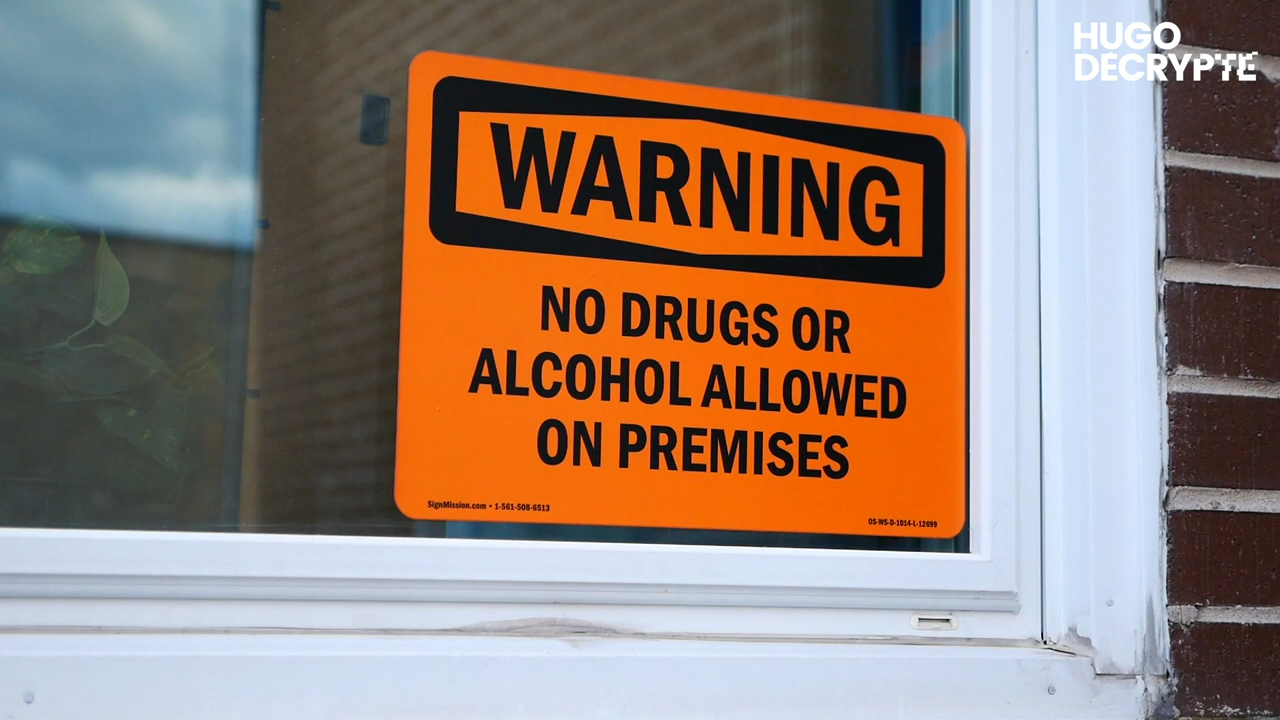 HUGO
DÉCRYPTE
WARNING
NO DRUGS OR
ALCOHOL ALLOWED
ON PREMISES
SignMission.com • 1-561-508-6513
OS-WS-D-1014-L-12699